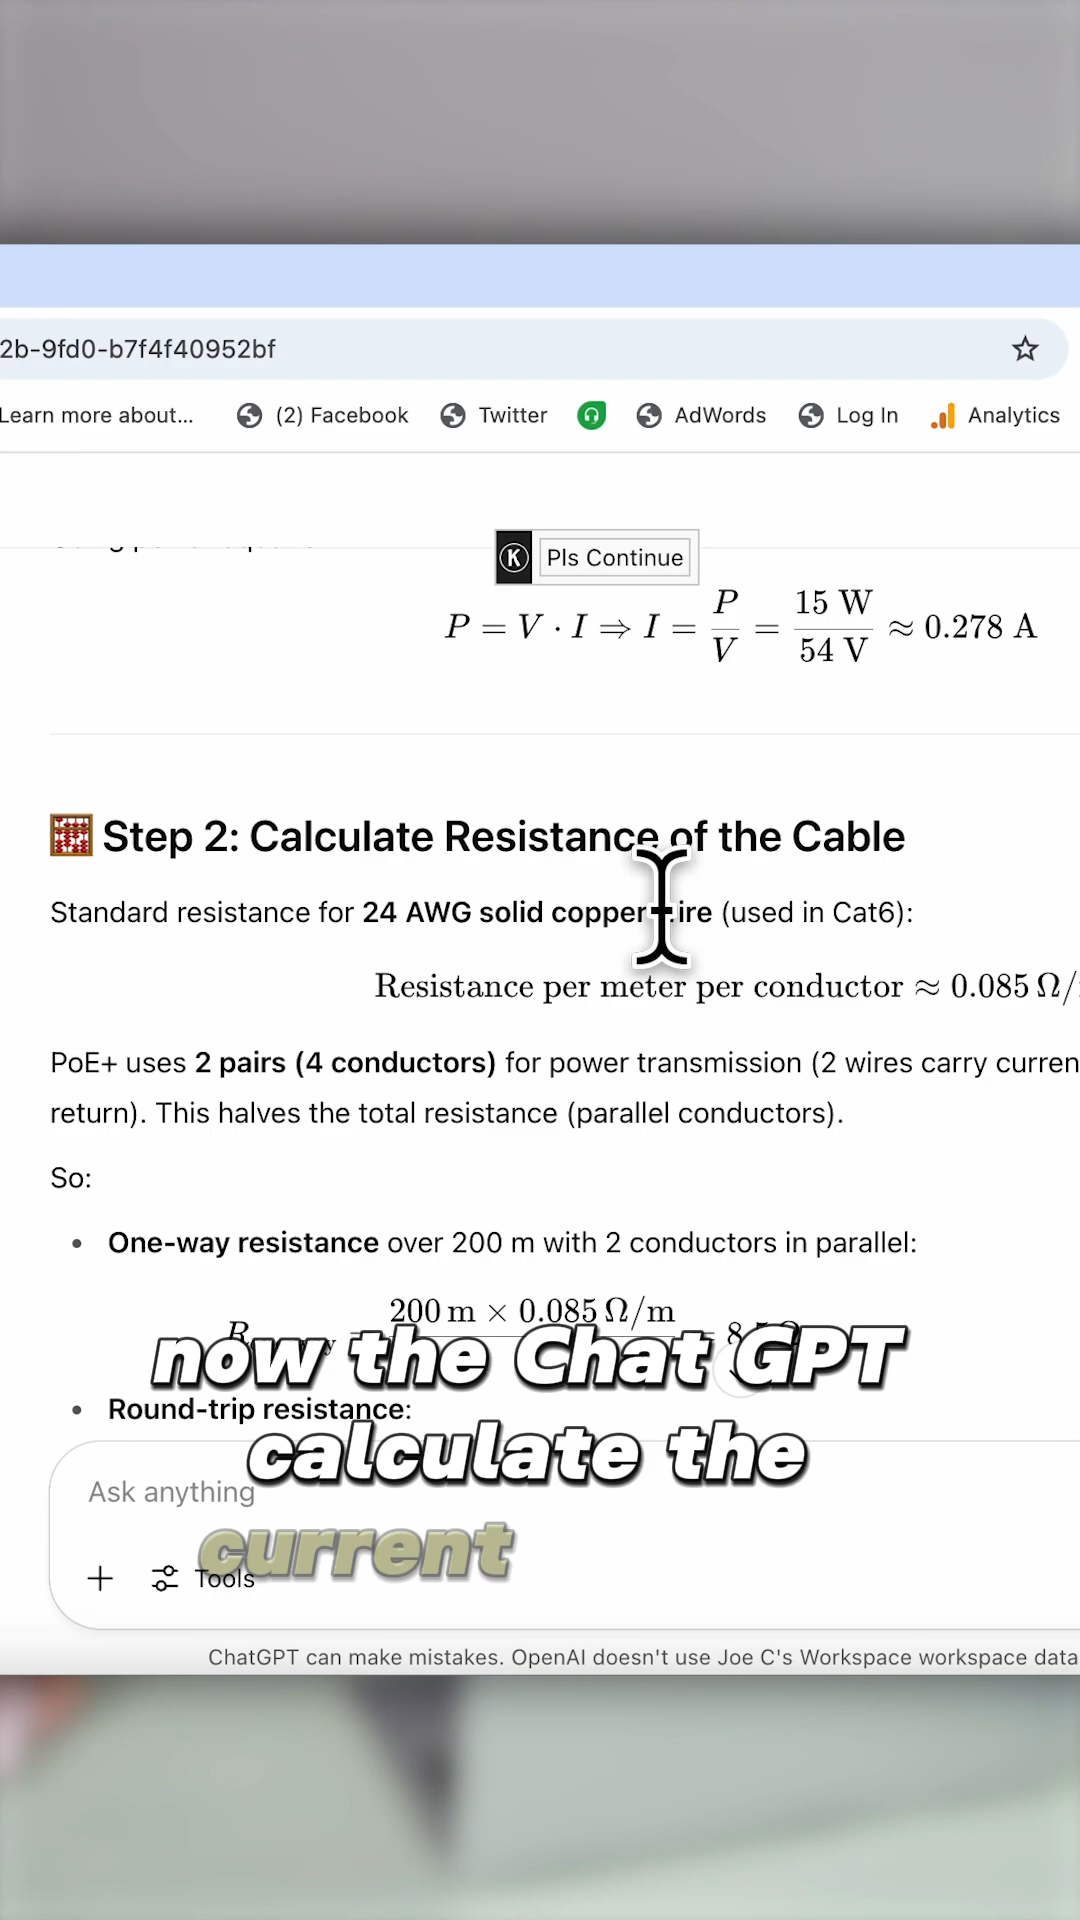 2b-9fd0-b7f4f40952bf
Learn more about... (2) Facebook Twitter AdWords Log In Analytics
K Pls Continue
P = V · I ⇒ I = P/V = 15 W/54 V ≈ 0.278 A
🧮 Step 2: Calculate Resistance of the Cable
Standard resistance for 24 AWG solid copper (used in Cat6):
Resistance per meter per conductor ≈ 0.085 Ω/
PoE+ uses 2 pairs (4 conductors) for power transmission (2 wires carry curren
return). This halves the total resistance (parallel conductors).
So:
• One-way resistance over 200 m with 2 conductors in parallel:
200 m × 0.085 Ω/m
now the Chat GPT
• Round-trip resistance:
calculate the
Ask anything
current
Tools
ChatGPT can make mistakes. OpenAI doesn't use Joe C's Workspace workspace data